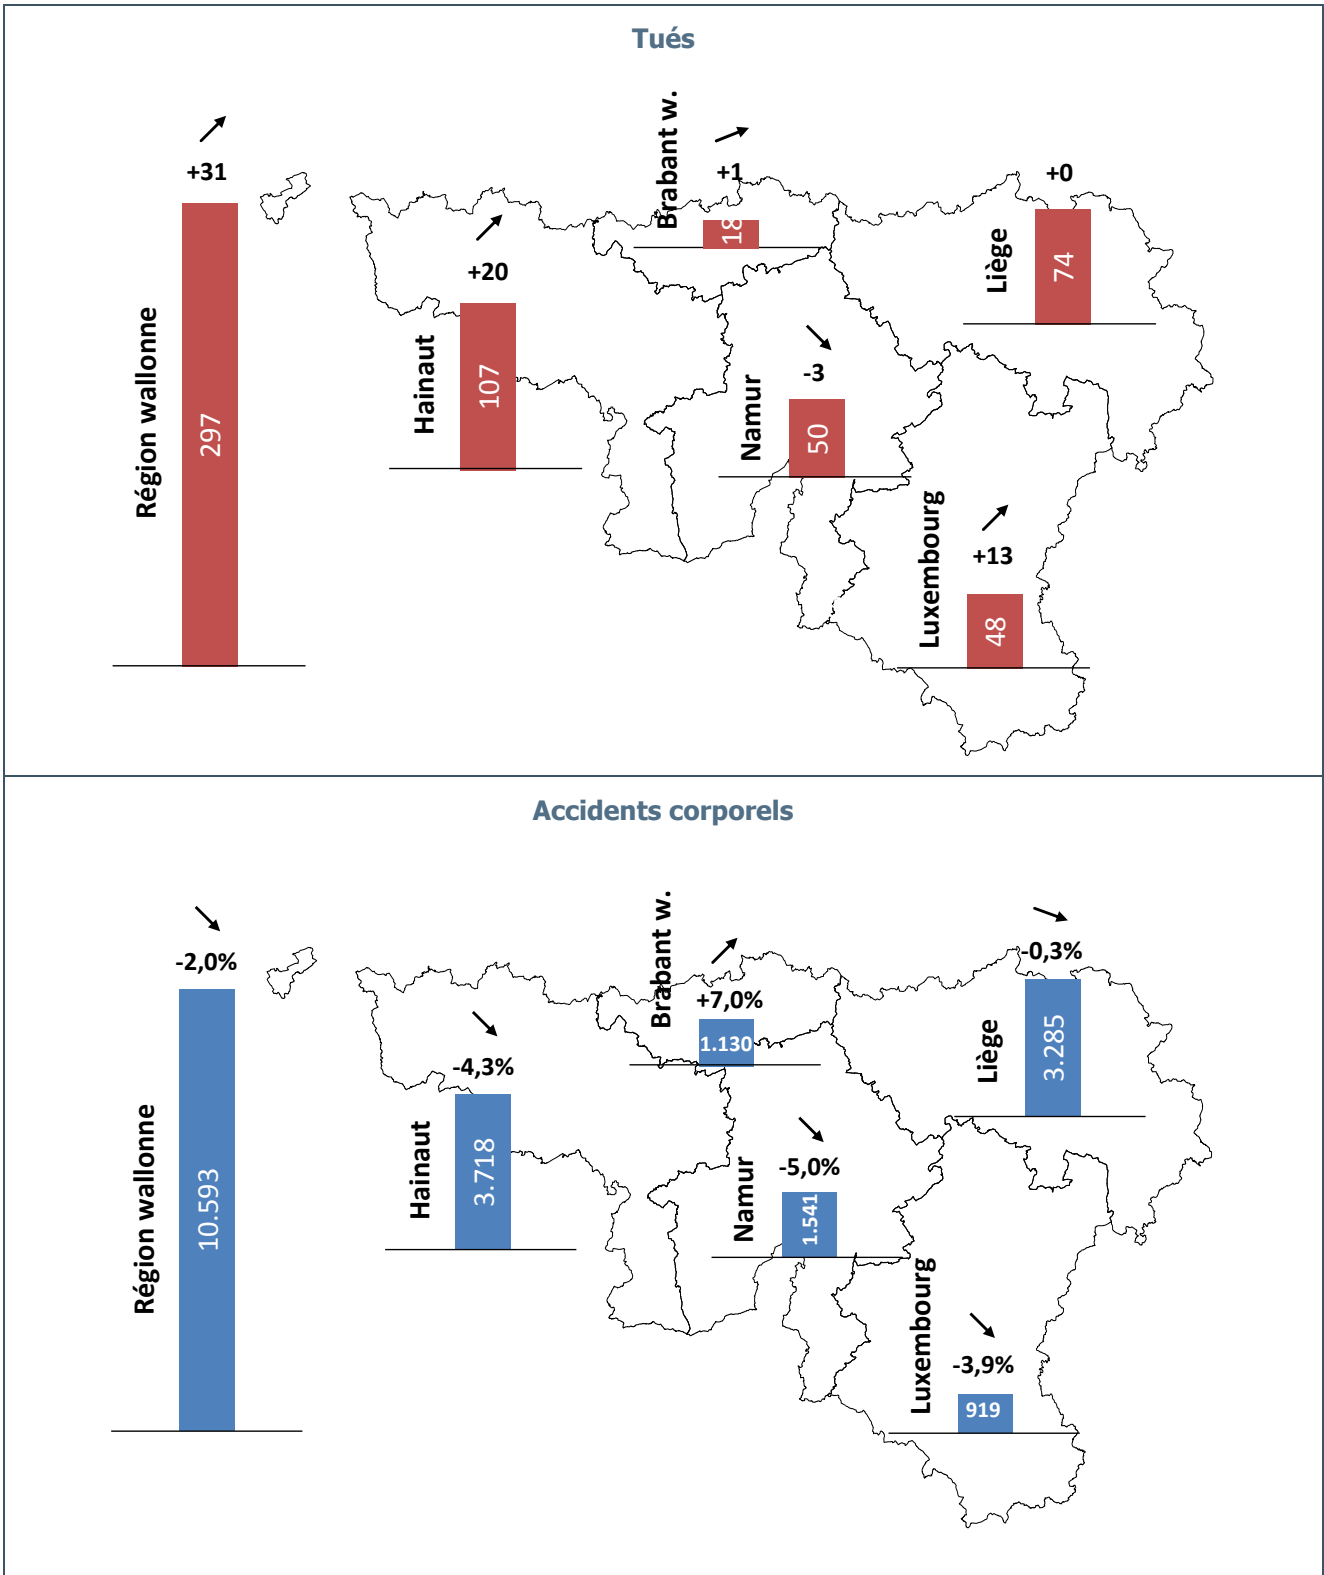 Tués
Région wallonne
+31
297
Hainaut
+20
107
Brabant w.
+1
18
Namur
-3
50
Liège
+0
74
Luxembourg
+13
48
Accidents corporels
Région wallonne
-2,0%
10.593
Hainaut
-4,3%
3.718
Brabant w.
+7,0%
1.130
Namur
-5,0%
1.541
Liège
-0,3%
3.285
Luxembourg
-3,9%
919